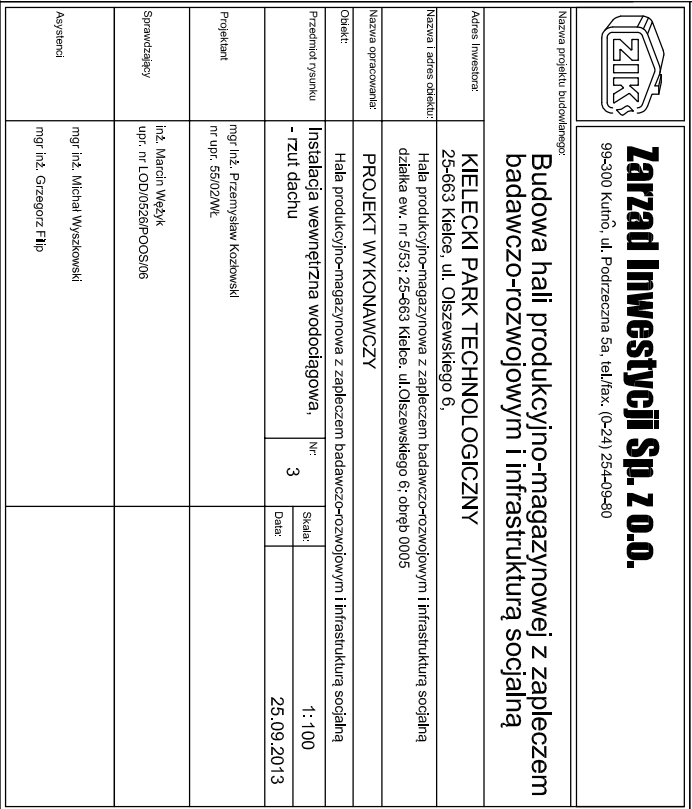 ZIK
Zarzad Inwestycji Sp. z o.o.
99-300 Kutnô, ul. Podrzeczna 5a, tel./fax. (0-24) 254-09-80
Nazwa projektu budowlanego:
Budowa hali produkcyjno-magazynowej z zapleczem
badawczo-rozwojowym i infrastrukturą socjalną
Adres Inwestora:
KIELECKI PARK TECHNOLOGICZNY
25-663 Kielce, ul. Olszewskiego 6,
Nazwa i adres obiektu:
Hala produkcyjno-magazynowa z zapleczem badawczo-rozwojowym i infrastrukturą socjalną
działka ew. nr 5/53; 25-663 Kielce. ul.Olszewskiego 6; obręb 0005
Nazwa opracowania:
PROJEKT WYKONAWCZY
Obiekt:
Hala produkcyjno-magazynowa z zapleczem badawczo-rozwojowym i infrastrukturą socjalną
Przedmiot rysunku
Instalacja wewnętrzna wodociągowa,
- rzut dachu
Nr:
3
Skala:
1:100
Data:
25.09.2013
Projektant
mgr Inż. Przemysław Kozłowski
nr upr. 55/02/WŁ
Sprawdzający
inż. Marcin Wężyk
upr. nr LOD/0526/POOS/06
Asystenci
mgr inż. Michał Wyszkowski
mgr inż. Grzegorz Filip